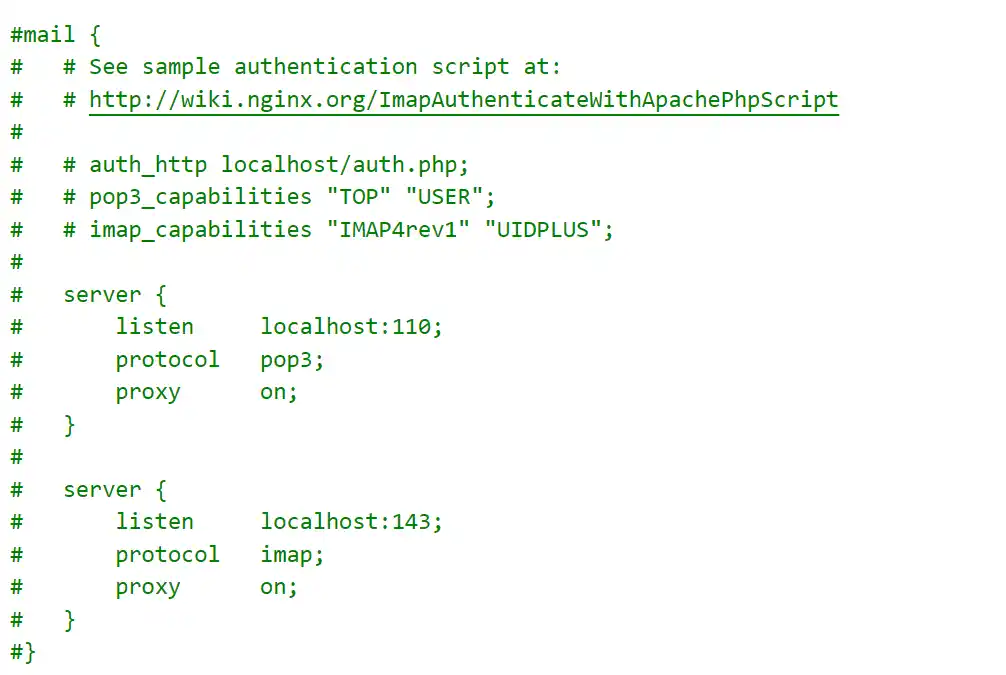 #mail {
#   # See sample authentication script at:
#   # http://wiki.nginx.org/ImapAuthenticateWithApachePhpScript
#
#   # auth_http localhost/auth.php;
#   # pop3_capabilities "TOP" "USER";
#   # imap_capabilities "IMAP4rev1" "UIDPLUS";
#
#   server {
#       listen     localhost:110;
#       protocol   pop3;
#       proxy      on;
#   }
#
#   server {
#       listen     localhost:143;
#       protocol   imap;
#       proxy      on;
#   }
#}